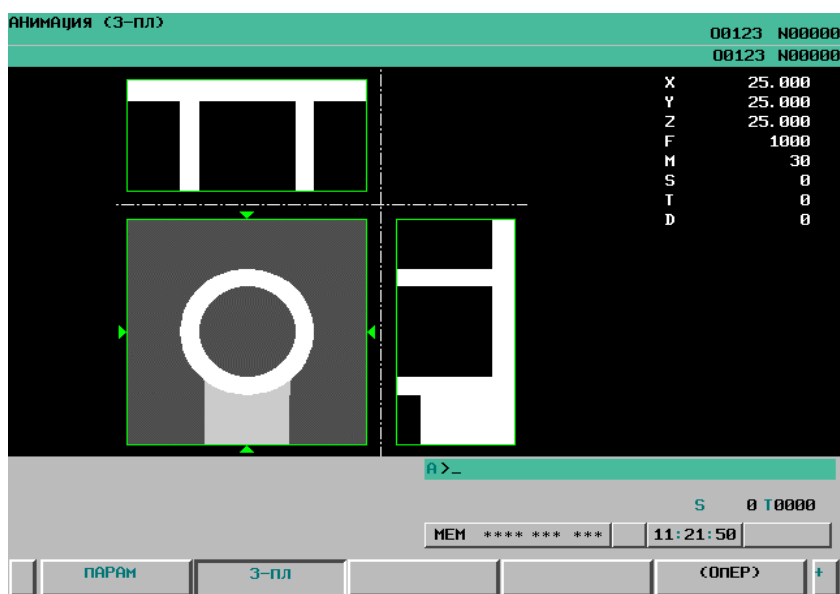 АНИМАЦИЯ (3-ПЛ)
O0123 N00000
O0123 N00000
X 25.000
Y 25.000
Z 25.000
F 1000
M 30
S 0
T 0
D 0
A>_
S 0 T0000
MEM **** *** ***
11:21:50
ПАРАМ 3-ПЛ (ОПЕР) +